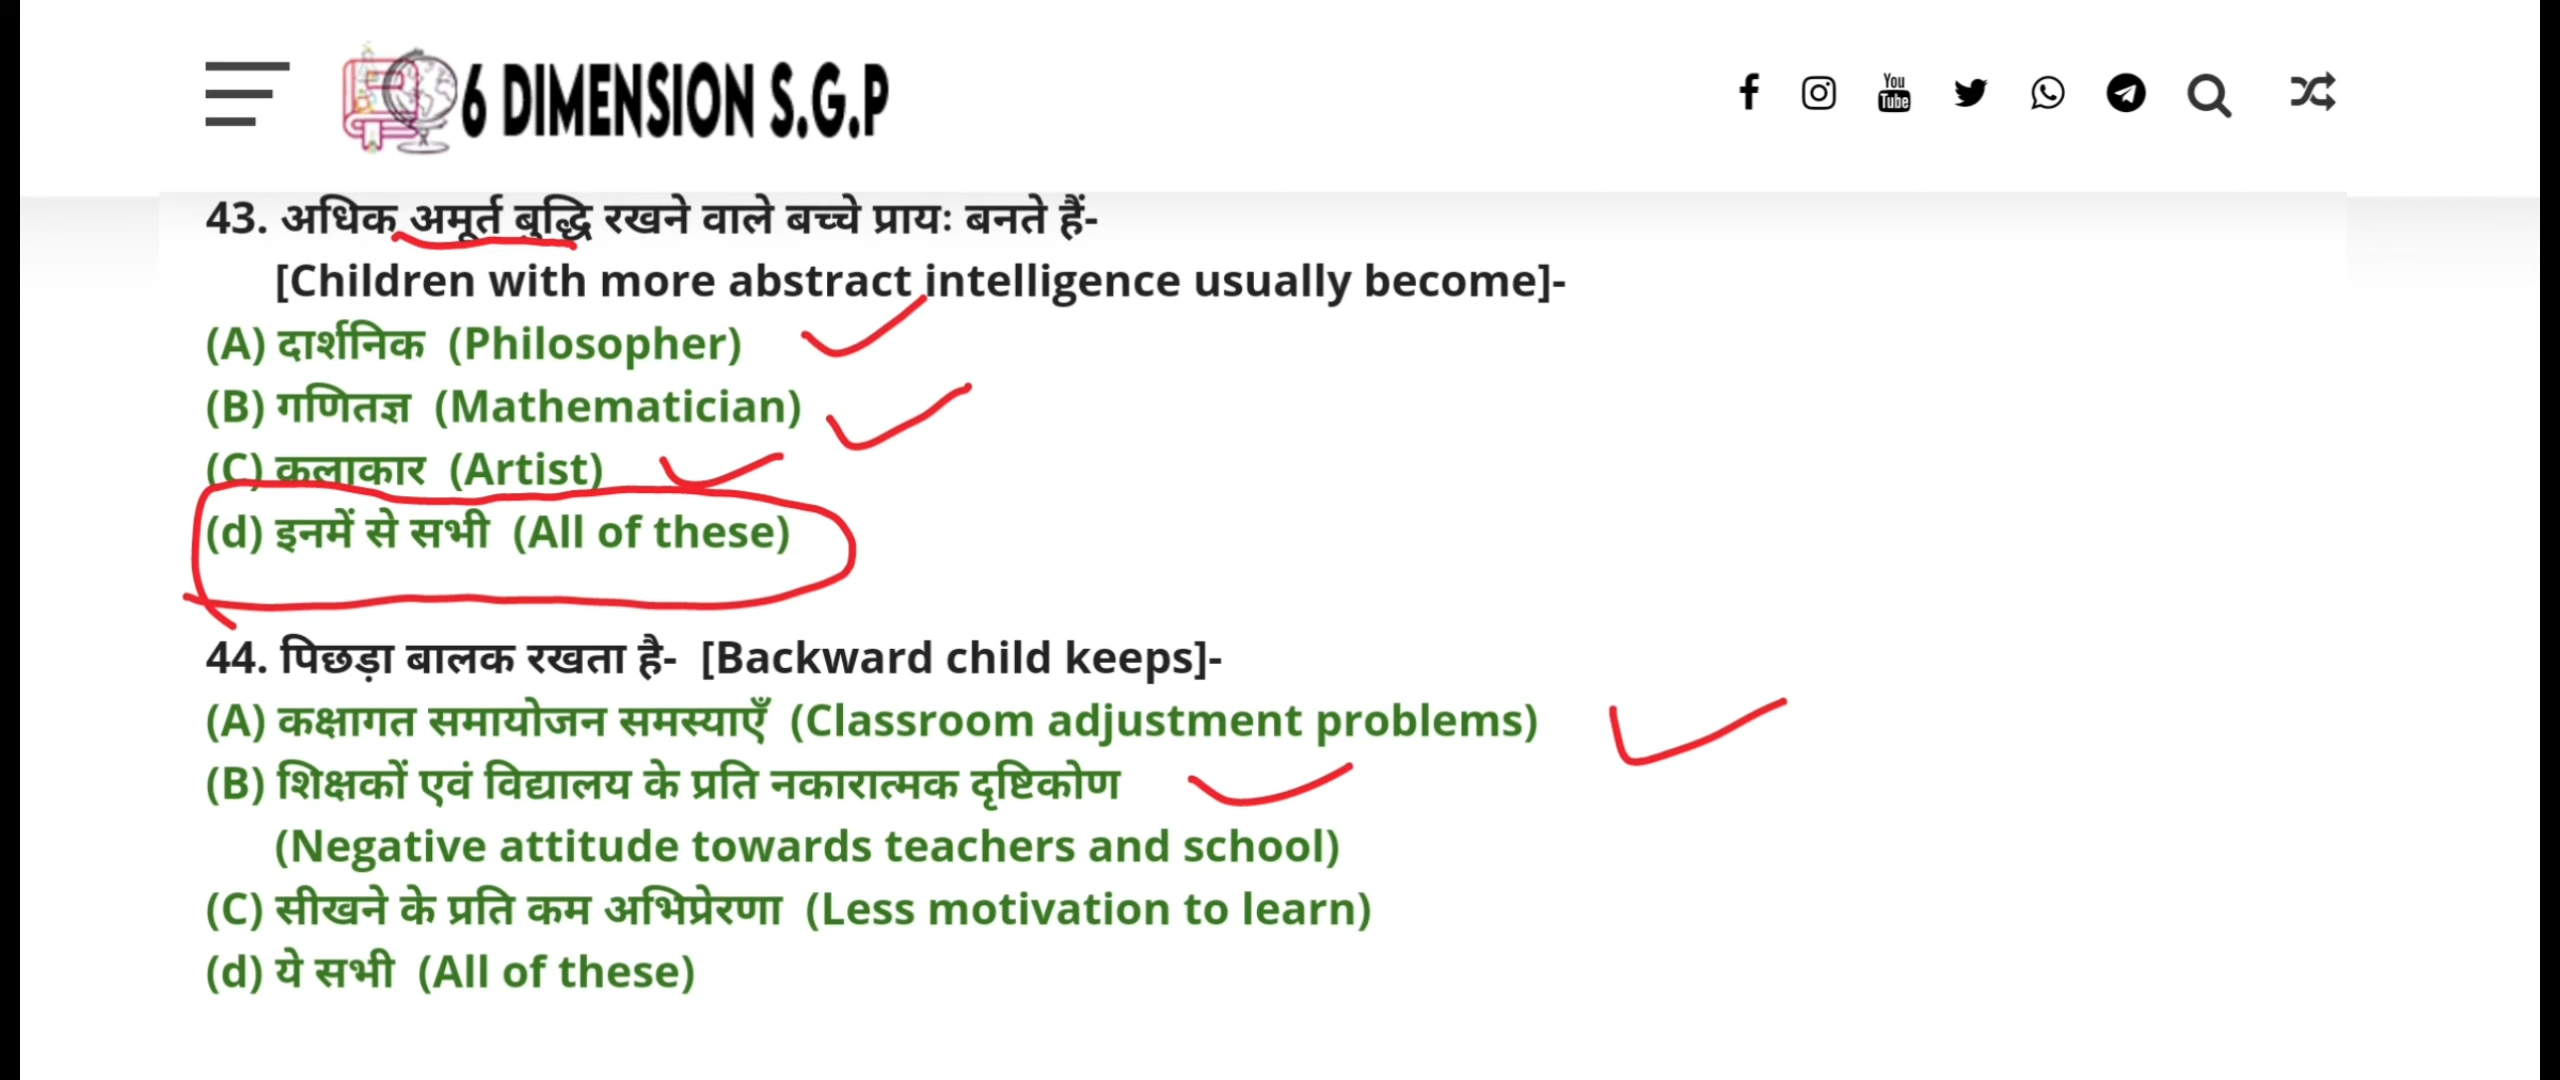 6 DIMENSION S.G.P
You
Tube
43. अधिक अमूर्त बुद्धि रखने वाले बच्चे प्रायः बनते हैं-
[Children with more abstract intelligence usually become]-
(A) दार्शनिक (Philosopher)
(B) गणितज्ञ (Mathematician)
(C) कलाकार (Artist)
(d) इनमें से सभी (All of these)
44. पिछड़ा बालक रखता है- [Backward child keeps]-
(A) कक्षागत समायोजन समस्याएँ (Classroom adjustment problems)
(B) शिक्षकों एवं विद्यालय के प्रति नकारात्मक दृष्टिकोण
(Negative attitude towards teachers and school)
(C) सीखने के प्रति कम अभिप्रेरणा (Less motivation to learn)
(d) ये सभी (All of these)